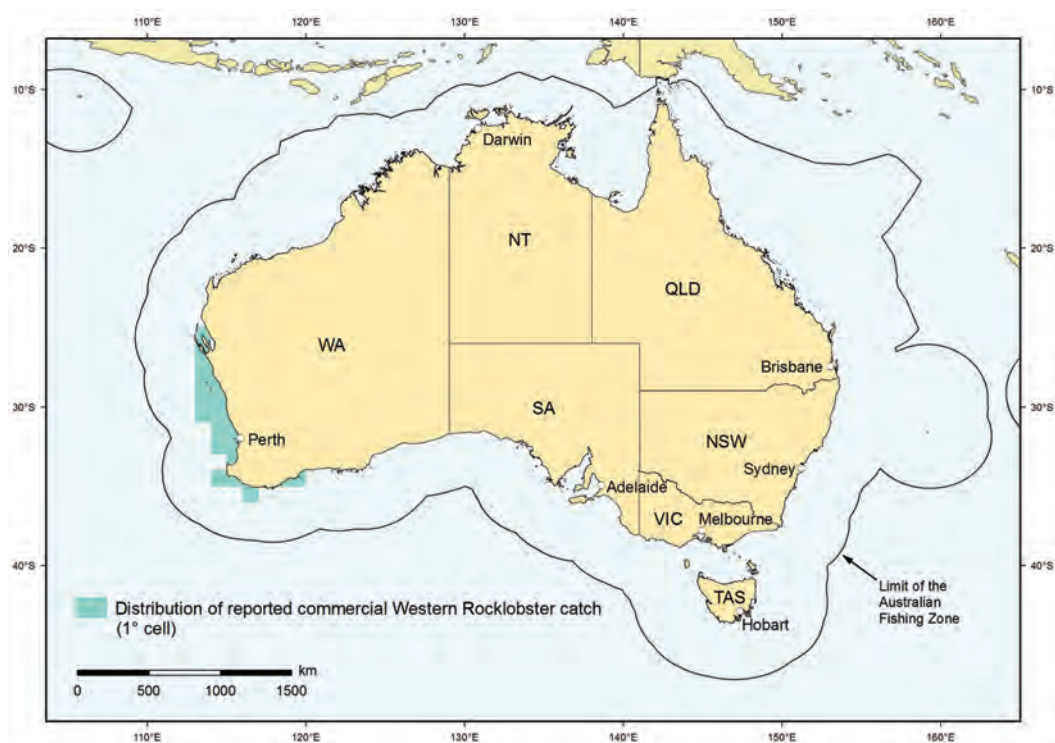 110°E 120°E 130°E 140°E 150°E 160°E
10°S 10°S
Darwin
NT
20°S 20°S
QLD
WA
Brisbane
30°S SA 30°S
Perth
NSW
Sydney
Adelaide
VIC Melbourne
40°S 40°S
TAS
Hobart
Limit of the
Australian
Fishing Zone
Distribution of reported commercial Western Rocklobster catch
(1° cell)
km
0 500 1000 1500
110°E 120°E 130°E 140°E 150°E 160°E